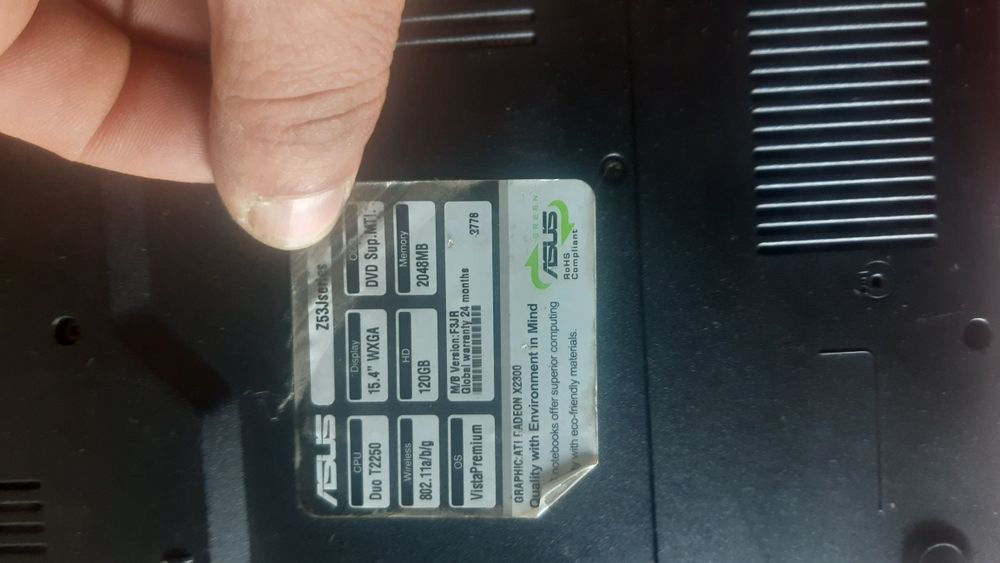 ASUS Z53Jseries
CPU Display
Duo T2250 15.4" WXGA DVD Sup.MTI
Wireless HD Memory
802.11a/b/g 120GB 2048MB
OS M/B Version:F3JR 3778
VistaPremium Global warranty 24 months
GRAPHIC:ATI RADEON X2300
Quality with Environment in Mind
notebooks offer superior computing
with eco-friendly materials.
GREEN
ASUS
RoHS
Compliant